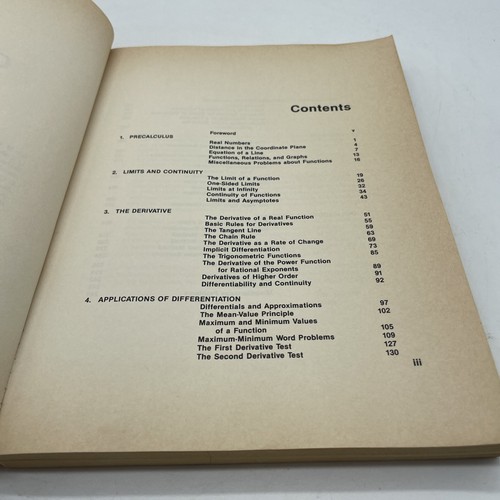 Contents
Foreword v
1. PRECALCULUS
Real Numbers 1
Distance in the Coordinate Plane 4
Equation of a Line 7
Functions, Relations, and Graphs 13
Miscellaneous Problems about Functions 16
2. LIMITS AND CONTINUITY
The Limit of a Function 19
One-Sided Limits 26
Limits at Infinity 32
Continuity of Functions 34
Limits and Asymptotes 43
3. THE DERIVATIVE
The Derivative of a Real Function 51
Basic Rules for Derivatives 55
The Tangent Line 59
The Chain Rule 63
The Derivative as a Rate of Change 69
Implicit Differentiation 73
The Trigonometric Functions 85
The Derivative of the Power Function
for Rational Exponents 89
Derivatives of Higher Order 91
Differentiability and Continuity 92
4. APPLICATIONS OF DIFFERENTIATION
Differentials and Approximations 97
The Mean-Value Principle 102
Maximum and Minimum Values
of a Function 105
Maximum-Minimum Word Problems 109
The First Derivative Test 127
The Second Derivative Test 130
iii